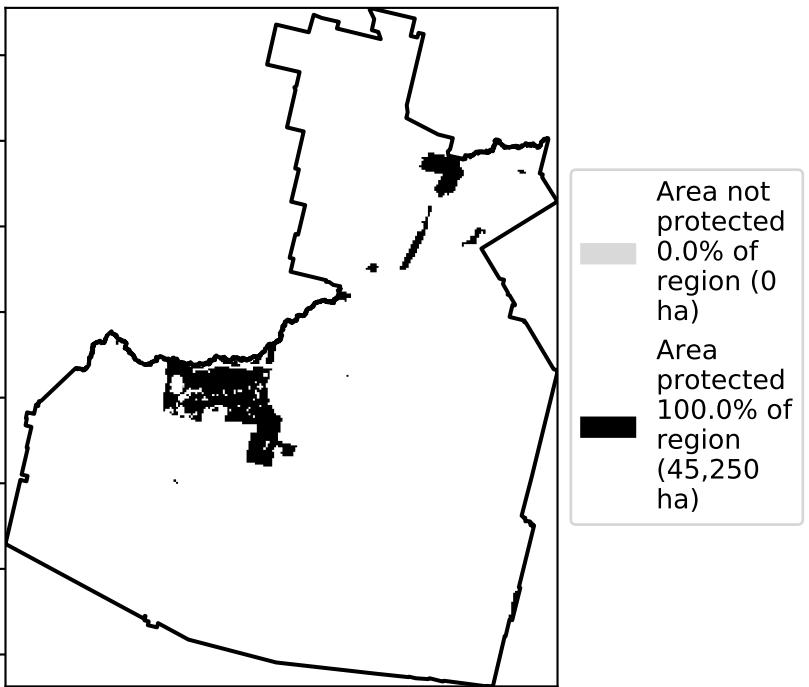 Area not
protected
0.0% of
region (0
ha)
Area
protected
100.0% of
region
(45,250
ha)